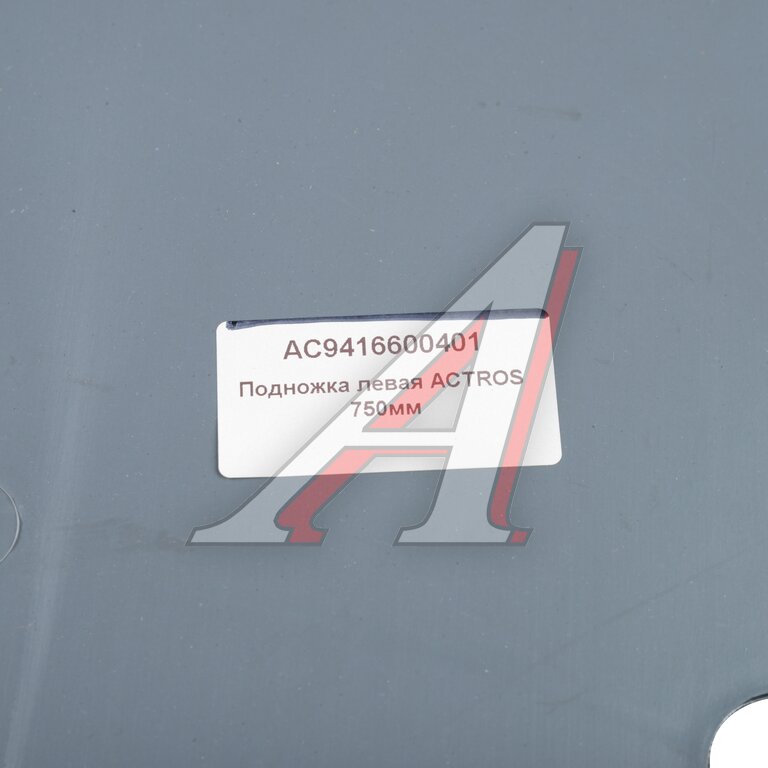 AC9416600401
Подножка левая ACTROS
750мм